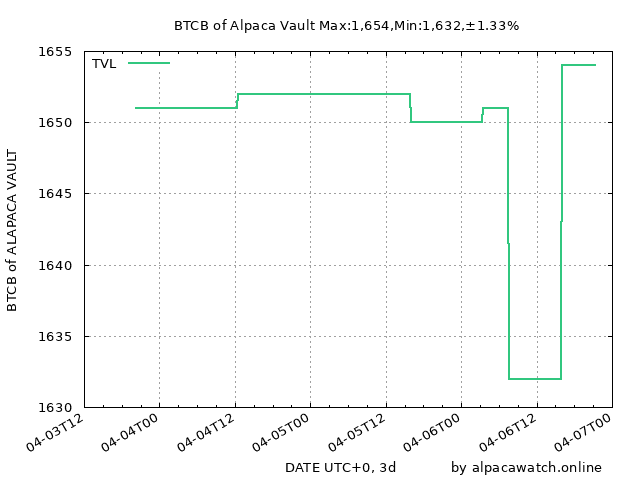 BTCB of Alpaca Vault Max:1,654,Min:1,632,±1.33%
TVL
BTCB of ALAPACA VAULT
1655
1650
1645
1640
1635
1630
04-03T12
04-04T00
04-04T12
04-05T00
04-05T12
04-06T00
04-06T12
04-07T00
DATE UTC+0, 3d
by alpacawatch.online